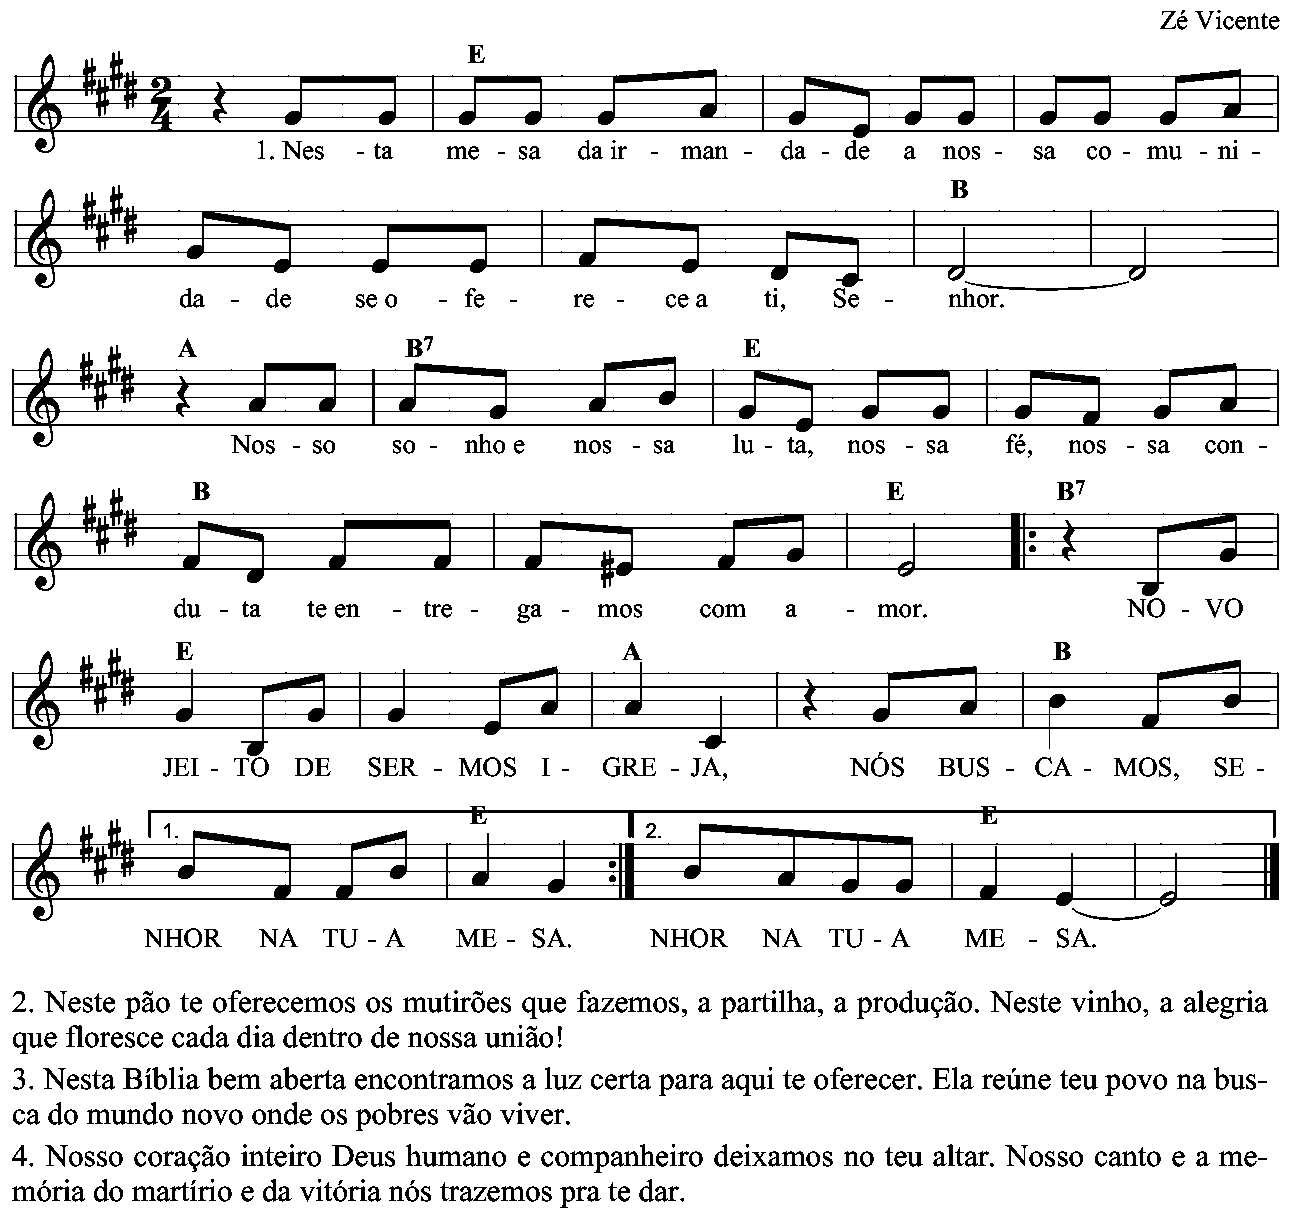 Zé Vicente
E
2/4
1. Nes - ta me - sa da ir - man - da - de a nos - sa co - mu - ni -
B
da - de se o - fe - re - ce a ti, Se - nhor.
A B7 E
Nos - so so - nho e nos - sa lu - ta, nos - sa fé, nos - sa con -
B E B7
du - ta te en - tre - ga - mos com a - mor. NO - VO
E A B
JEI - TO DE SER - MOS I - GRE - JA, NÓS BUS - CA - MOS, SE -
1. E 2. E
NHOR NA TU - A ME - SA. NHOR NA TU - A ME - SA.
2. Neste pão te oferecemos os mutirões que fazemos, a partilha, a produção. Neste vinho, a alegria
que floresce cada dia dentro de nossa união!
3. Nesta Bíblia bem aberta encontramos a luz certa para aqui te oferecer. Ela reúne teu povo na bus-
ca do mundo novo onde os pobres vão viver.
4. Nosso coração inteiro Deus humano e companheiro deixamos no teu altar. Nosso canto e a me-
mória do martírio e da vitória nós trazemos pra te dar.